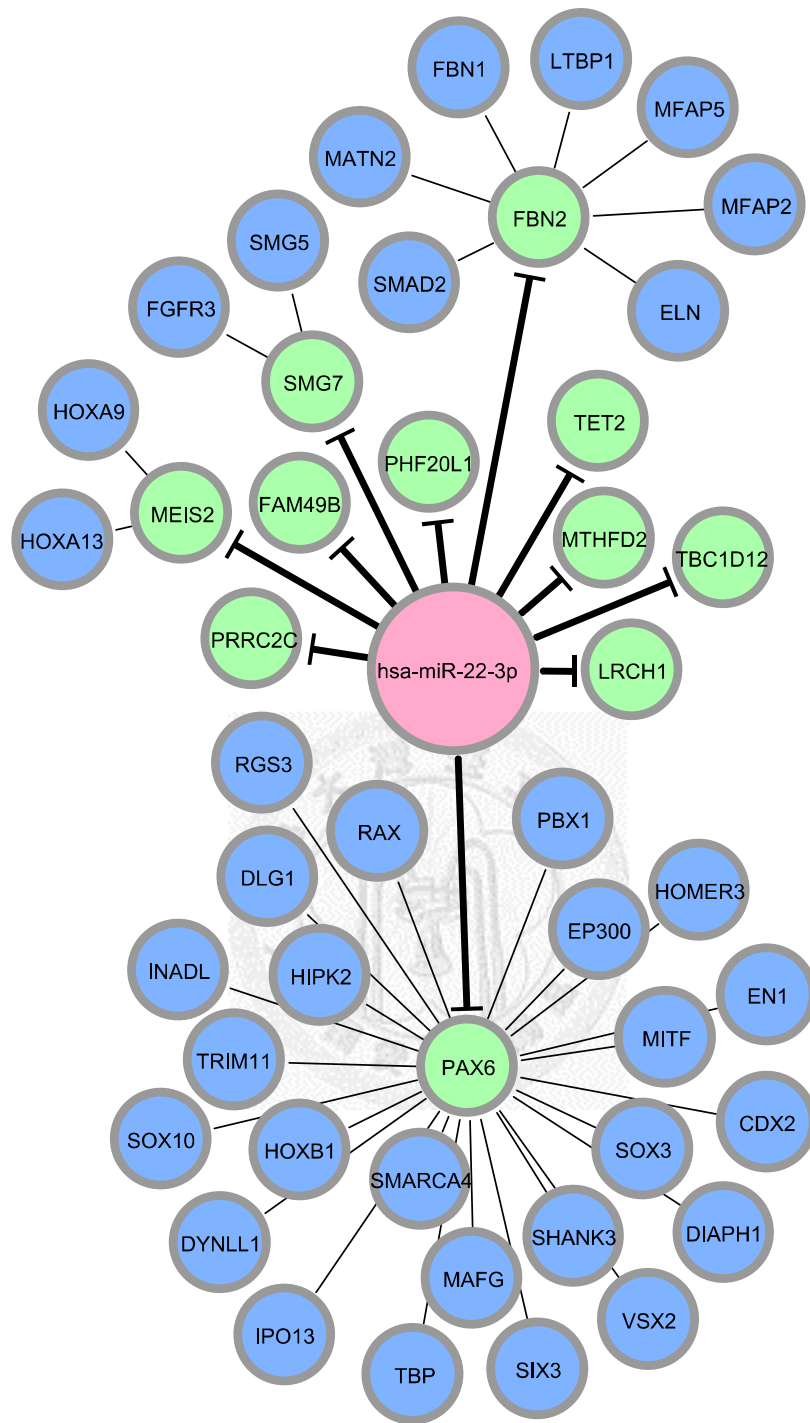 LTBP1
FBN1
MFAP5
MATN2
MFAP2
FBN2
SMG5
SMAD2
FGFR3
ELN
SMG7
HOXA9
TET2
PHF20L1
FAM49B
MEIS2
MTHFD2
HOXA13
TBC1D12
PRRC2C
hsa-miR-22-3p
LRCH1
RGS3
PBX1
RAX
DLG1
HOMER3
EP300
INADL
HIPK2
EN1
MITF
TRIM11
PAX6
CDX2
SOX10
HOXB1
SOX3
SMARCA4
DIAPH1
SHANK3
DYNLL1
MAFG
VSX2
IPO13
SIX3
TBP